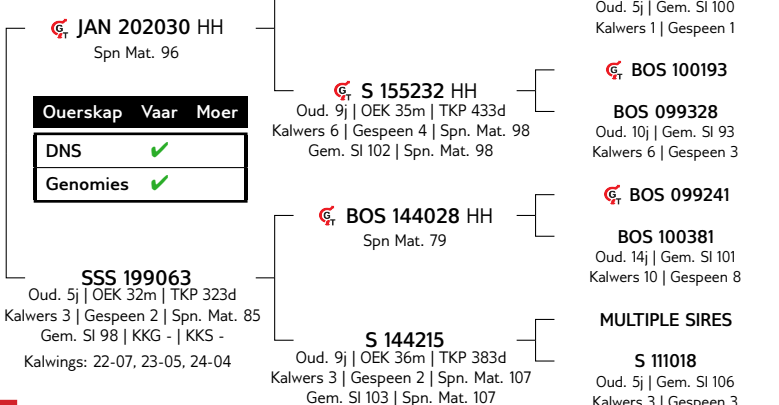 JAN 202030 HH
Spn Mat. 96
Ouerskap Vaar Moer
DNS ✔
Genomies ✔
SSS 199063
Oud. 5j | OEK 32m | TKP 323d
Kalwers 3 | Gespeen 2 | Spn. Mat. 85
Gem. SI 98 | KKG - | KKS -
Kalwings: 22-07, 23-05, 24-04
S 155232 HH
Oud. 9j | OEK 35m | TKP 433d
Kalwers 6 | Gespeen 4 | Spn. Mat. 98
Gem. SI 102 | Spn. Mat. 98
BOS 144028 HH
Spn Mat. 79
S 144215
Oud. 9j | OEK 36m | TKP 383d
Kalwers 3 | Gespeen 2 | Spn. Mat. 107
Gem. SI 103 | Spn. Mat. 107
Oud. 5j | Gem. SI 100
Kalwers 1 | Gespeen 1
BOS 100193
BOS 099328
Oud. 10j | Gem. SI 93
Kalwers 6 | Gespeen 3
BOS 099241
BOS 100381
Oud. 14j | Gem. SI 101
Kalwers 10 | Gespeen 8
MULTIPLE SIRES
S 111018
Oud. 5j | Gem. SI 106
Kalwers 3 | Gespeen 3